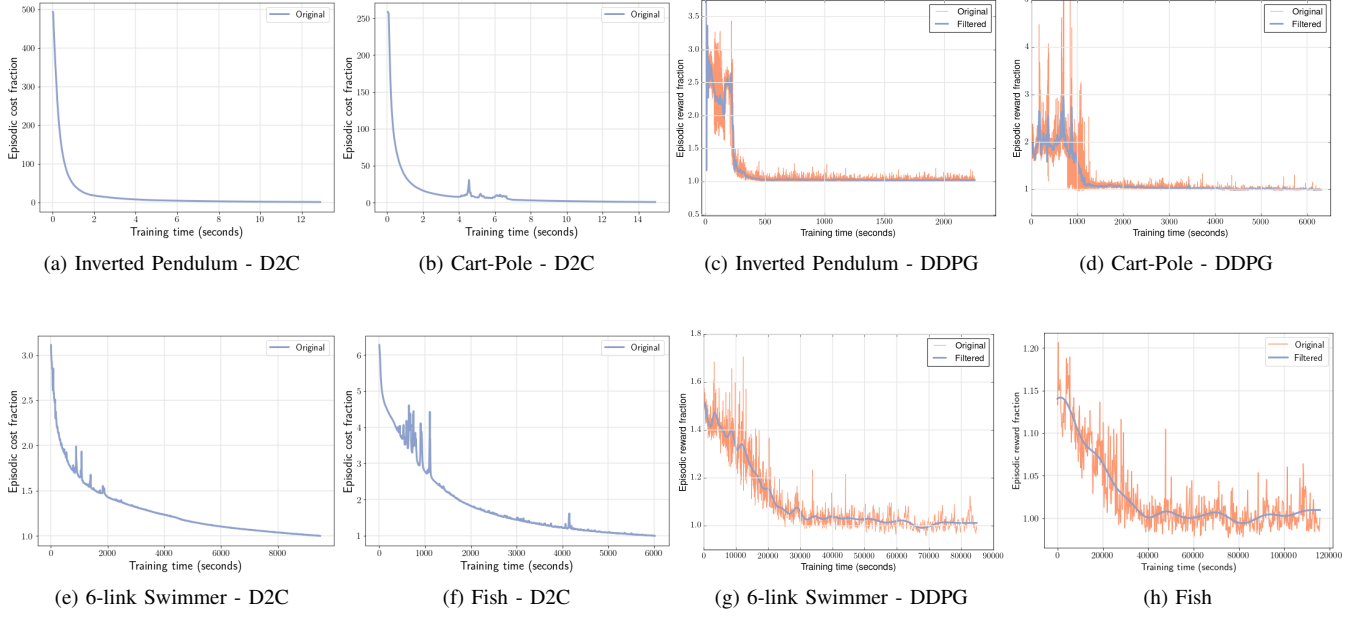 500
400
300
200
100
0
Episodic cost fraction
0 2 4 6 8 10 12
Training time (seconds)
Original
(a) Inverted Pendulum - D2C
250
200
150
100
50
0
Episodic cost fraction
0 2 4 6 8 10 12 14
Training time (seconds)
Original
(b) Cart-Pole - D2C
3.5
3.0
2.5
2.0
1.5
1.0
0.5
Episodic reward fraction
0 500 1000 1500 2000
Training time (seconds)
Original
Filtered
(c) Inverted Pendulum - DDPG
5
4
3
2
1
Episodic reward fraction
0 1000 2000 3000 4000 5000 6000
Training time (seconds)
Original
Filtered
(d) Cart-Pole - DDPG
3.0
2.5
2.0
1.5
1.0
Episodic cost fraction
0 2000 4000 6000 8000
Training time (seconds)
Original
(e) 6-link Swimmer - D2C
6
5
4
3
2
1
Episodic cost fraction
0 1000 2000 3000 4000 5000 6000
Training time (seconds)
Original
(f) Fish - D2C
1.8
1.6
1.4
1.2
1.0
Episodic reward fraction
0 10000 20000 30000 40000 50000 60000 70000 80000 90000
Training time (seconds)
Original
Filtered
(g) 6-link Swimmer - DDPG
1.20
1.15
1.10
1.05
1.00
Episodic reward fraction
0 20000 40000 60000 80000 100000 120000
Training time (seconds)
Original
Filtered
(h) Fish